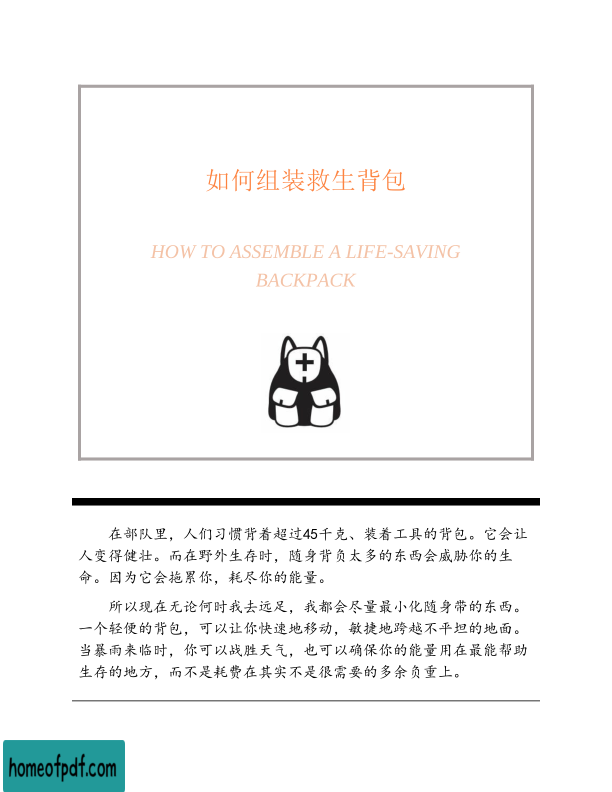 如何组装救生背包
HOW TO ASSEMBLE A LIFE-SAVING
BACKPACK
在部队里，人们习惯背着超过45千克、装着工具的背包。它会让
人变得健壮。而在野外生存时，随身背负太多的东西会威胁你的生
命。因为它会拖累你，耗尽你的能量。
所以现在无论何时我去远足，我都会尽量最小化随身带的东西。
一个轻便的背包，可以让你快速地移动，敏捷地跨越不平坦的地面。
当暴雨来临时，你可以战胜天气，也可以确保你的能量用在最能帮助
生存的地方，而不是耗费在其实不是很需要的多余负重上。
homeofpdf.com